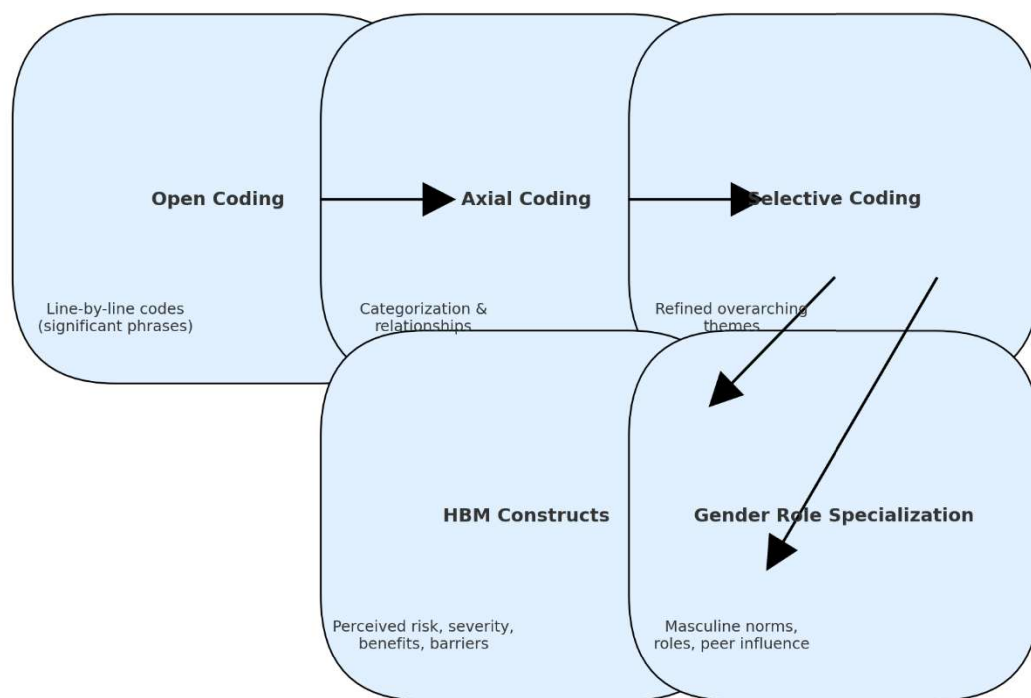 Open Coding
Line-by-line codes
(significant phrases)
Axial Coding
Categorization &
relationships
Selective Coding
Refined overarching
themes
HBM Constructs
Perceived risk, severity,
benefits, barriers
Gender Role Specialization
Masculine norms,
roles, peer influence